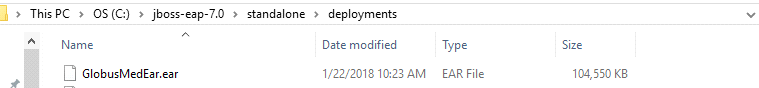 This PC > OS (C:) > jboss-eap-7.0 > standalone > deployments
Name Date modified Type Size
GlobusMedEar.ear 1/22/2018 10:23 AM EAR File 104,550 KB